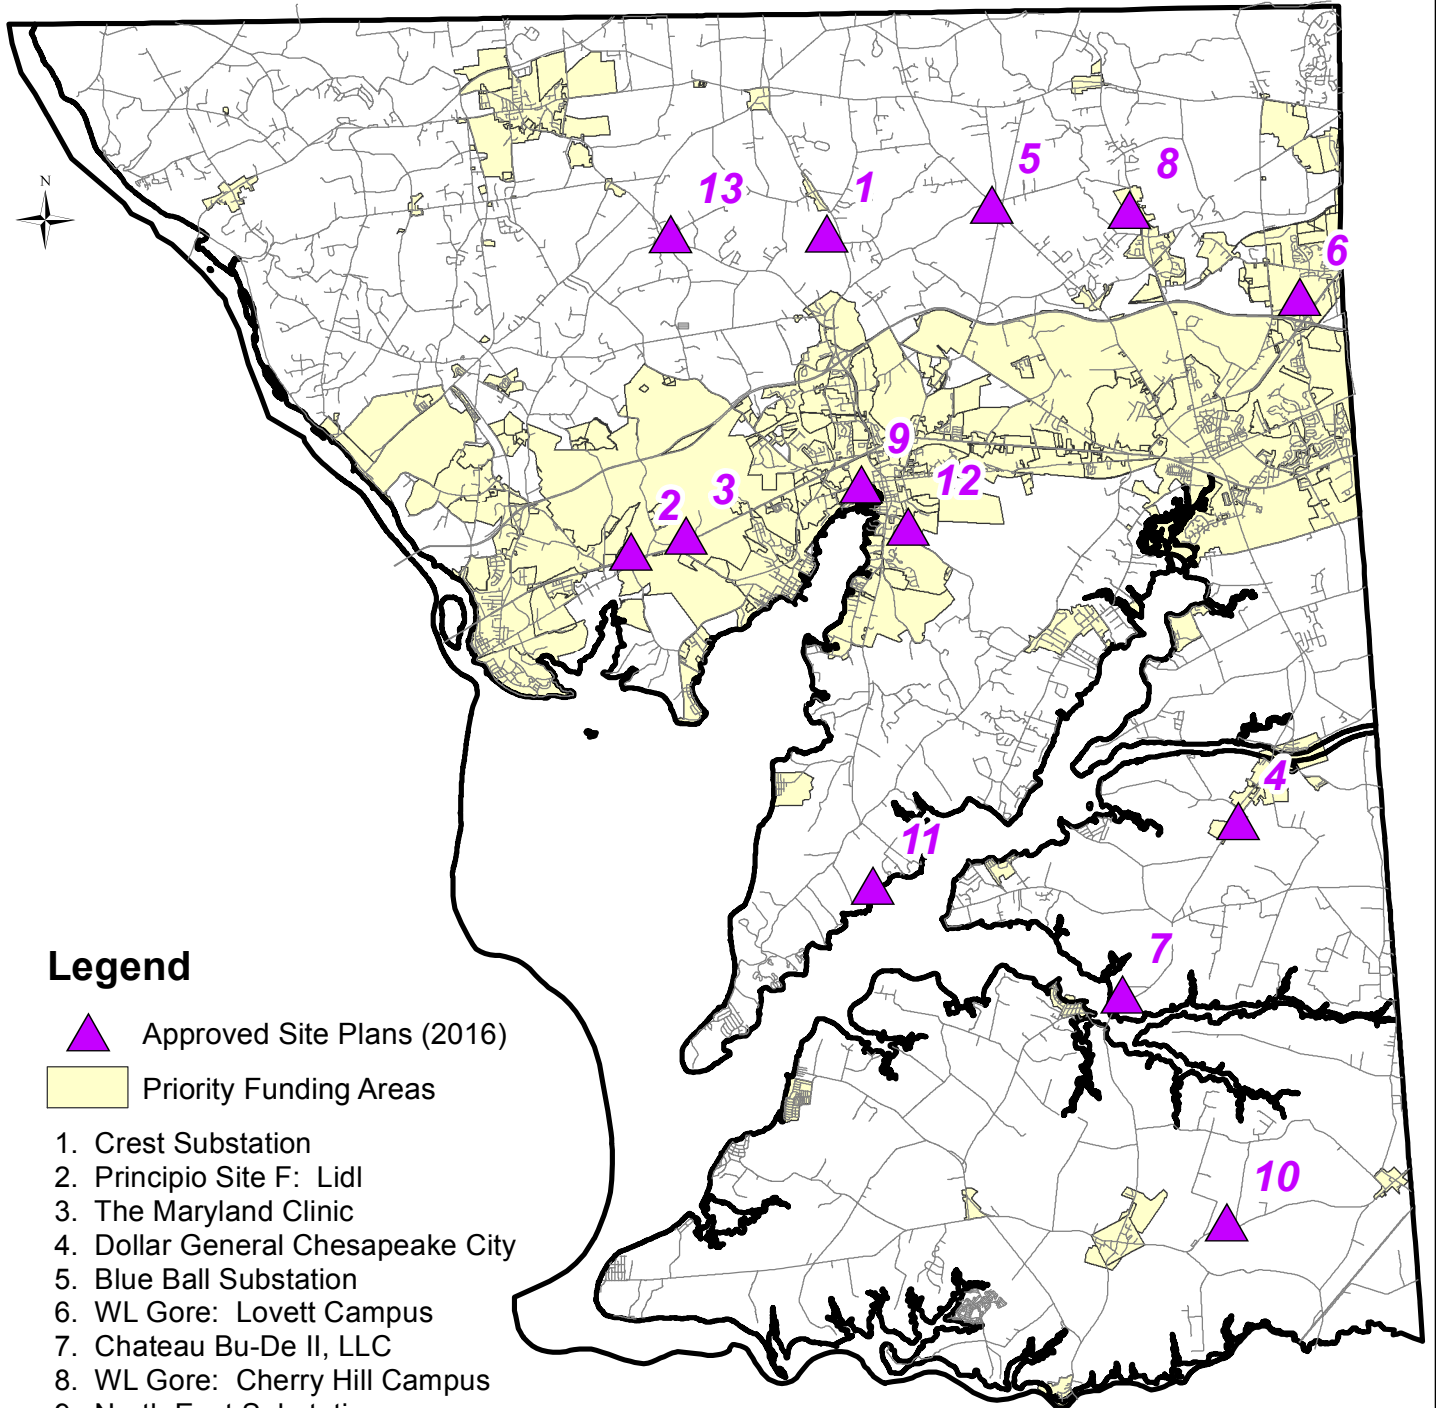 N
13
1
5
8
6
9
12
3
2
4
11
7
10
Legend
Approved Site Plans (2016)
Priority Funding Areas
1. Crest Substation
2. Principio Site F: Lidl
3. The Maryland Clinic
4. Dollar General Chesapeake City
5. Blue Ball Substation
6. WL Gore: Lovett Campus
7. Chateau Bu-De II, LLC
8. WL Gore: Cherry Hill Campus